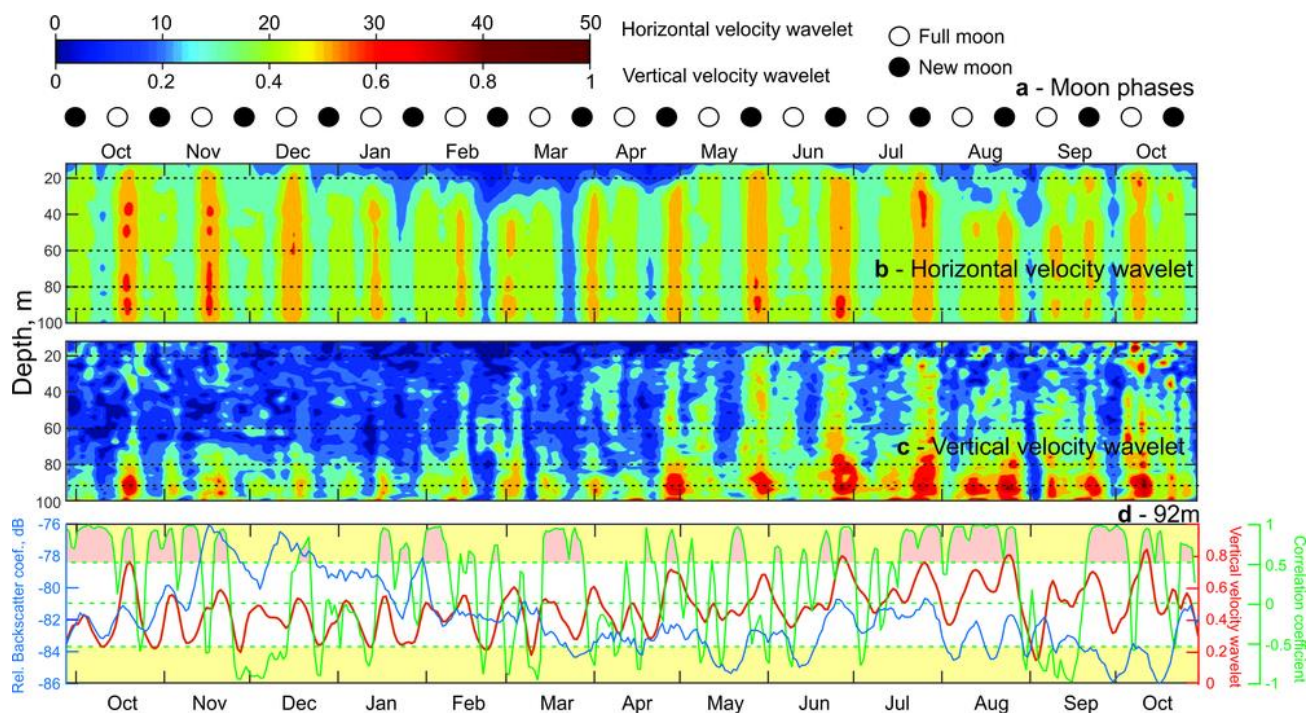 0 10 20 30 40 50
Horizontal velocity wavelet
0 0.2 0.4 0.6 0.8 1
Vertical velocity wavelet
Full moon
New moon
a - Moon phases
Oct Nov Dec Jan Feb Mar Apr May Jun Jul Aug Sep Oct
Depth, m
20
40
60
80
100
b - Horizontal velocity wavelet
20
40
60
80
100
c - Vertical velocity wavelet
d - 92m
Rel. Backscatter coef., dB
-76
-78
-80
-82
-84
-86
0.8
0.6
0.4
0.2
0
Vertical velocity wavelet
1
0.5
0
-0.5
-1
Correlation coefficient
Oct Nov Dec Jan Feb Mar Apr May Jun Jul Aug Sep Oct